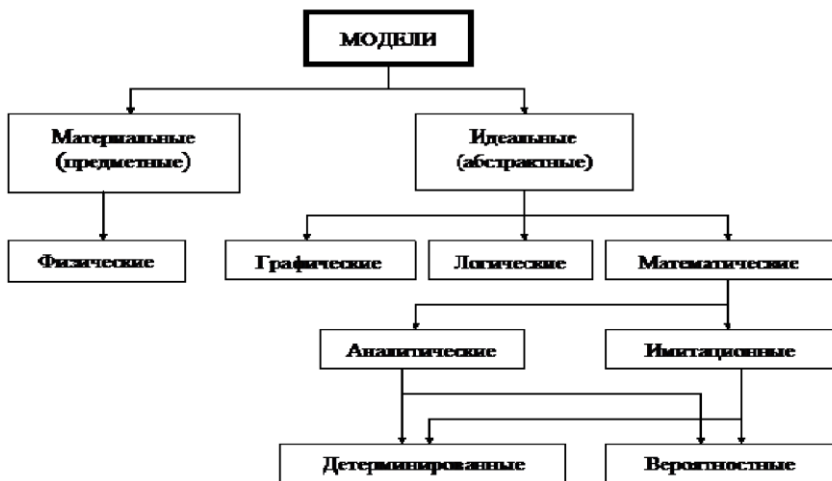 МОДЕЛИ
Материальные
(предметные)
Идеальные
(абстрактные)
Физические
Графические
Логические
Математические
Аналитические
Имитационные
Детерминированные
Вероятностные